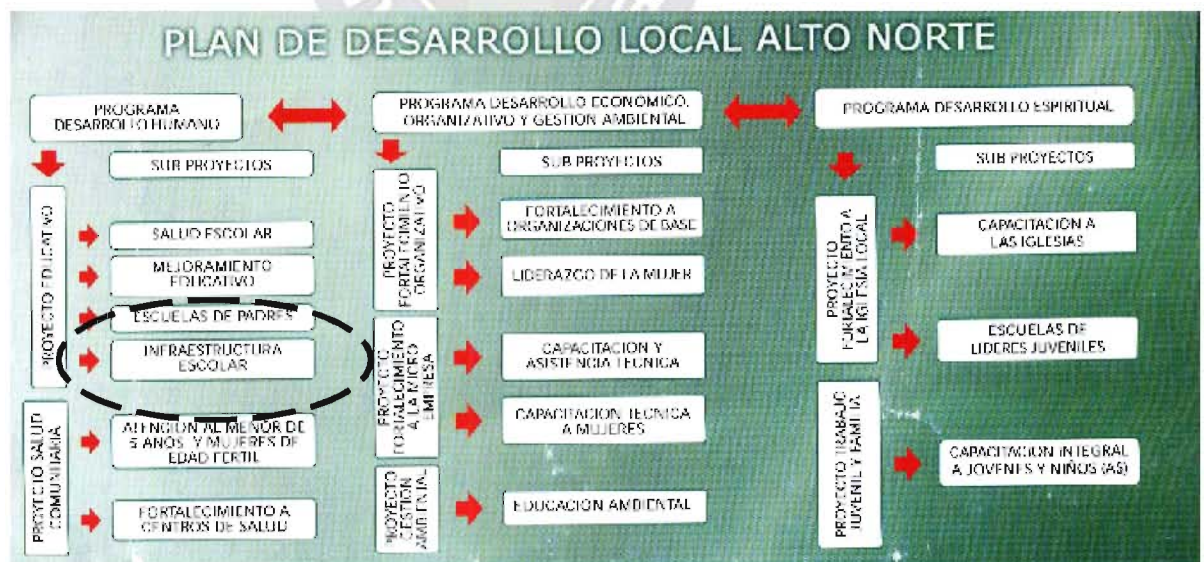 PLAN DE DESARROLLO LOCAL ALTO NORTE
PROGRAMA
DESARROLLO HUMANO
SUB PROYECTOS
PROYECTO EDUCATIVO
SALUD ESCOLAR
MEJORAMIENTO
EDUCATIVO
ESCUELAS DE PADRES
INFRAESTRUCTURA
ESCOLAR
PROYECTO SALUD
COMUNITARIA
ATENCION AL MENOR DE
5 AÑOS Y MUJERES DE
EDAD FERTIL
FORTALECIMIENTO A
CENTROS DE SALUD
PROGRAMA DESARROLLO ECONOMICO,
ORGANIZATIVO Y GESTION AMBIENTAL
SUB PROYECTOS
PROYECTO
FORTALECIMIENTO
ORGANIZATIVO
FORTALECIMIENTO A
ORGANIZACIONES DE BASE
LIDERAZGO DE LA MUJER
PROYECTO
FORTALECIMIENTO
A LA MICRO
EMPRESA
CAPACITACION Y
ASISTENCIA TECNICA
CAPACITACION TECNICA
A MUJERES
PROYECTO
GESTION
AMBIENTAL
EDUCACION AMBIENTAL
PROGRAMA DESARROLLO ESPIRITUAL
SUB PROYECTOS
PROYECTO
FORTALECIMIENTO A
LA IGLESIA LOCAL
CAPACITACION A
LAS IGLESIAS
ESCUELAS DE
LIDERES JUVENILES
PROYECTO TRABAJO
JUVENIL Y FAMILIA
CAPACITACION INTEGRAL
A JOVENES Y NIÑOS (AS)